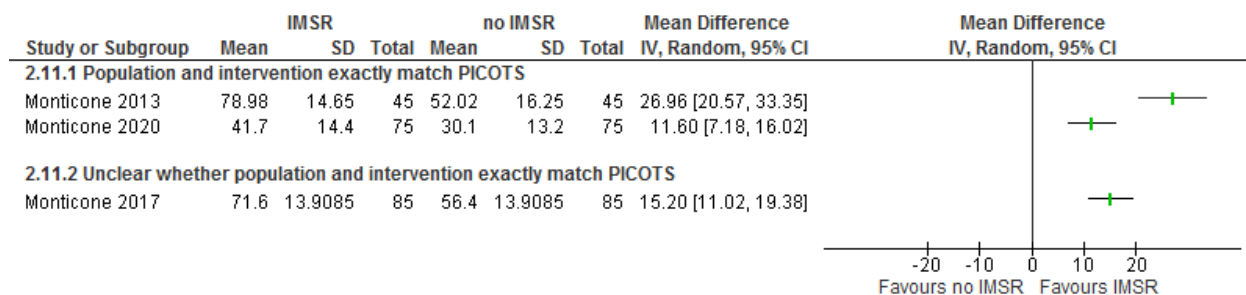 IMSR no IMSR Mean Difference Mean Difference
Study or Subgroup Mean SD Total Mean SD Total IV, Random, 95% CI IV, Random, 95% CI
2.11.1 Population and intervention exactly match PICOTS
Monticone 2013 78.98 14.65 45 52.02 16.25 45 26.96 [20.57, 33.35]
Monticone 2020 41.7 14.4 75 30.1 13.2 75 11.60 [7.18, 16.02]
2.11.2 Unclear whether population and intervention exactly match PICOTS
Monticone 2017 71.6 13.9085 85 56.4 13.9085 85 15.20 [11.02, 19.38]
-20 -10 0 10 20
Favours no IMSR Favours IMSR